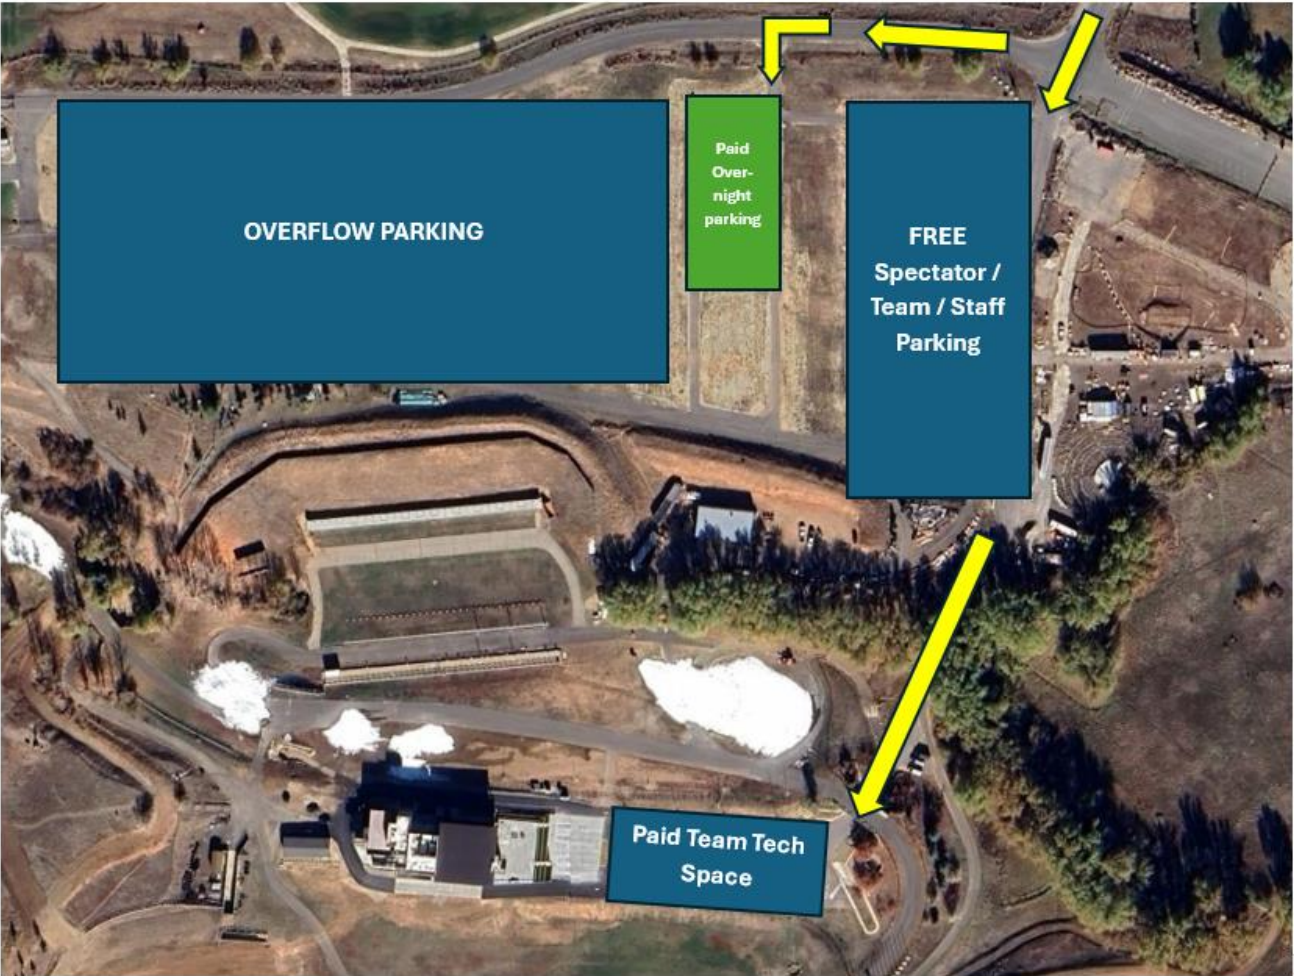 OVERFLOW PARKING
Paid
Over-
night
parking
FREE
Spectator /
Team / Staff
Parking
Paid Team Tech
Space